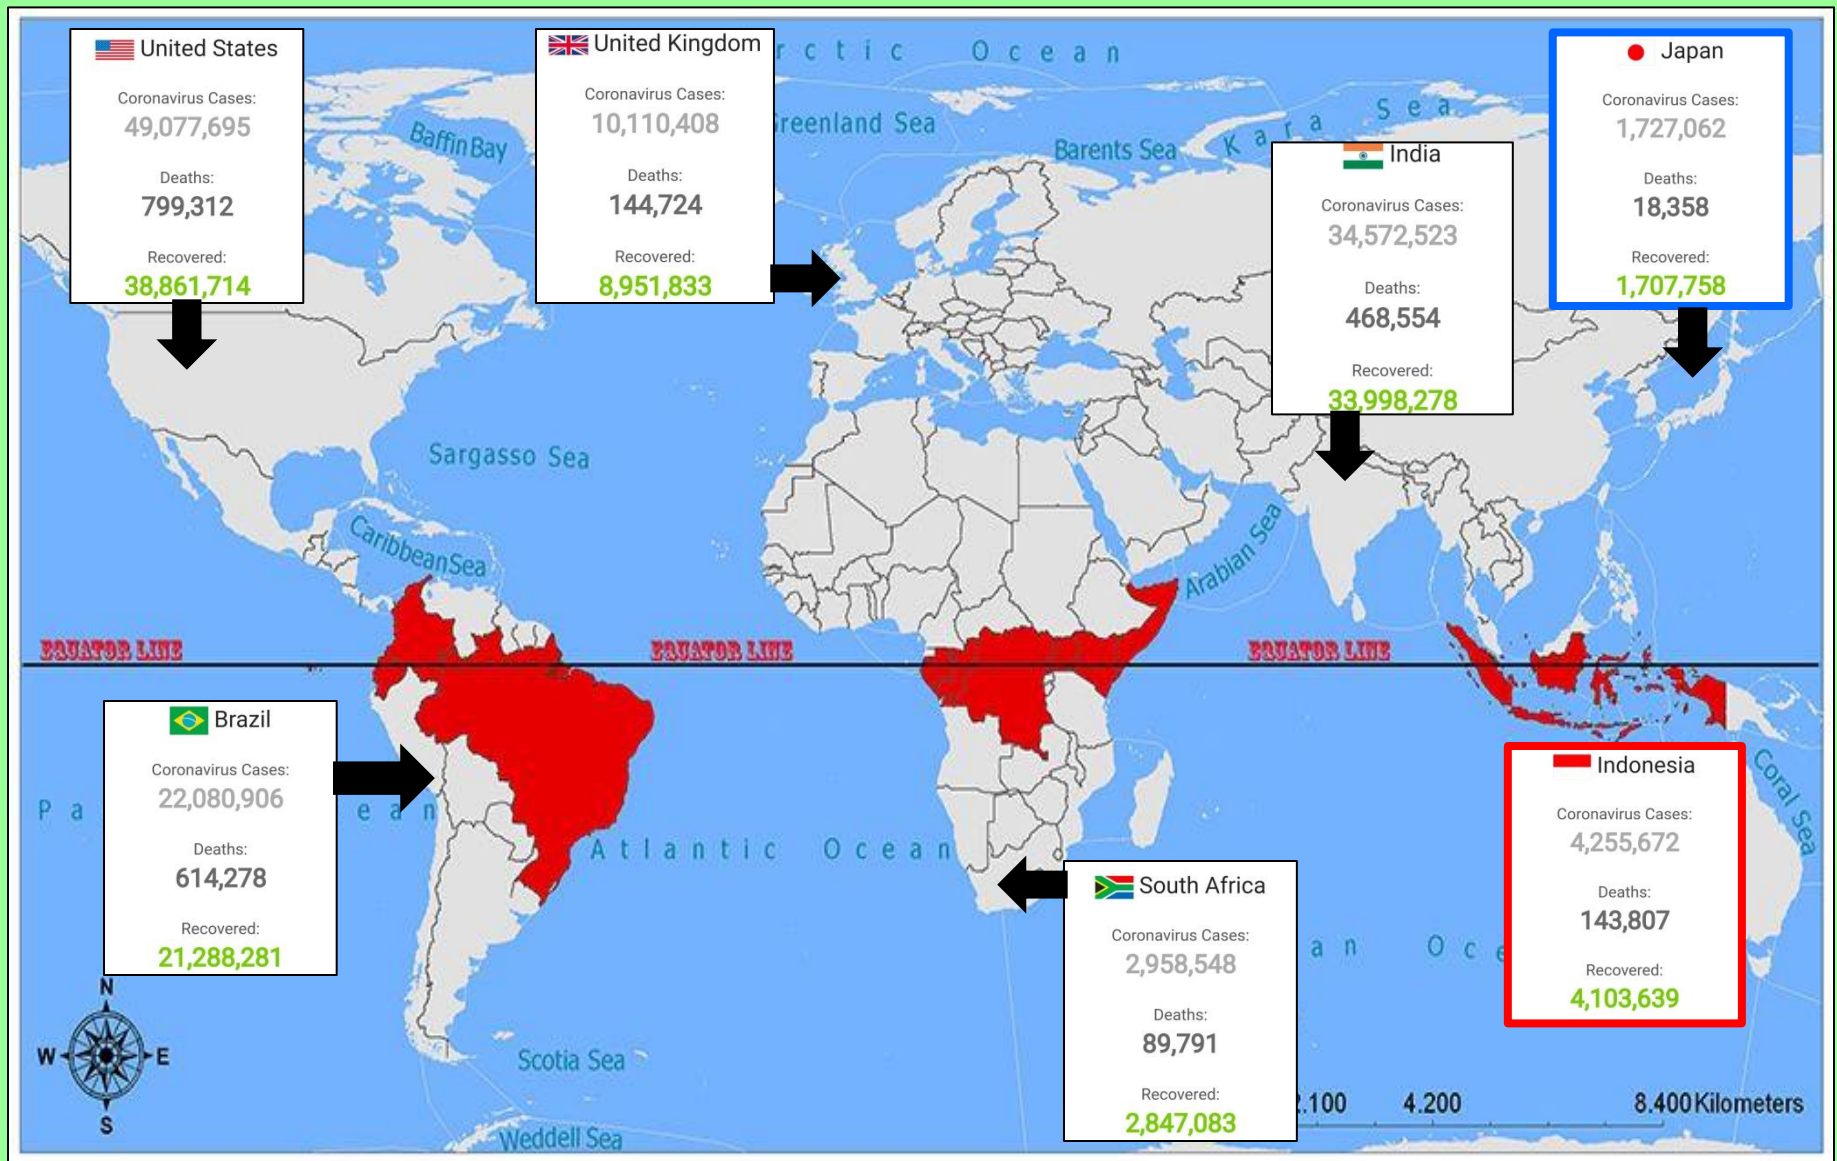 United States
Coronavirus Cases:
49,077,695
Deaths:
799,312
Recovered:
38,861,714
United Kingdom
Coronavirus Cases:
10,110,408
Deaths:
144,724
Recovered:
8,951,833
rctic Ocean
Greenland Sea
Baffin Bay
Barents Sea
Kara Sea
Japan
Coronavirus Cases:
1,727,062
Deaths:
18,358
Recovered:
1,707,758
India
Coronavirus Cases:
34,572,523
Deaths:
468,554
Recovered:
33,998,278
Sargasso Sea
Caribbean Sea
Arabian Sea
EQUATOR LINE
EQUATOR LINE
EQUATOR LINE
Brazil
Coronavirus Cases:
22,080,906
Deaths:
614,278
Recovered:
21,288,281
Pa
ean
Atlantic Ocean
South Africa
Coronavirus Cases:
2,958,548
Deaths:
89,791
Recovered:
2,847,083
an Oce
Indonesia
Coronavirus Cases:
4,255,672
Deaths:
143,807
Recovered:
4,103,639
Coral Sea
N
W
E
S
Scotia Sea
Weddell Sea
2.100 4.200 8.400 Kilometers